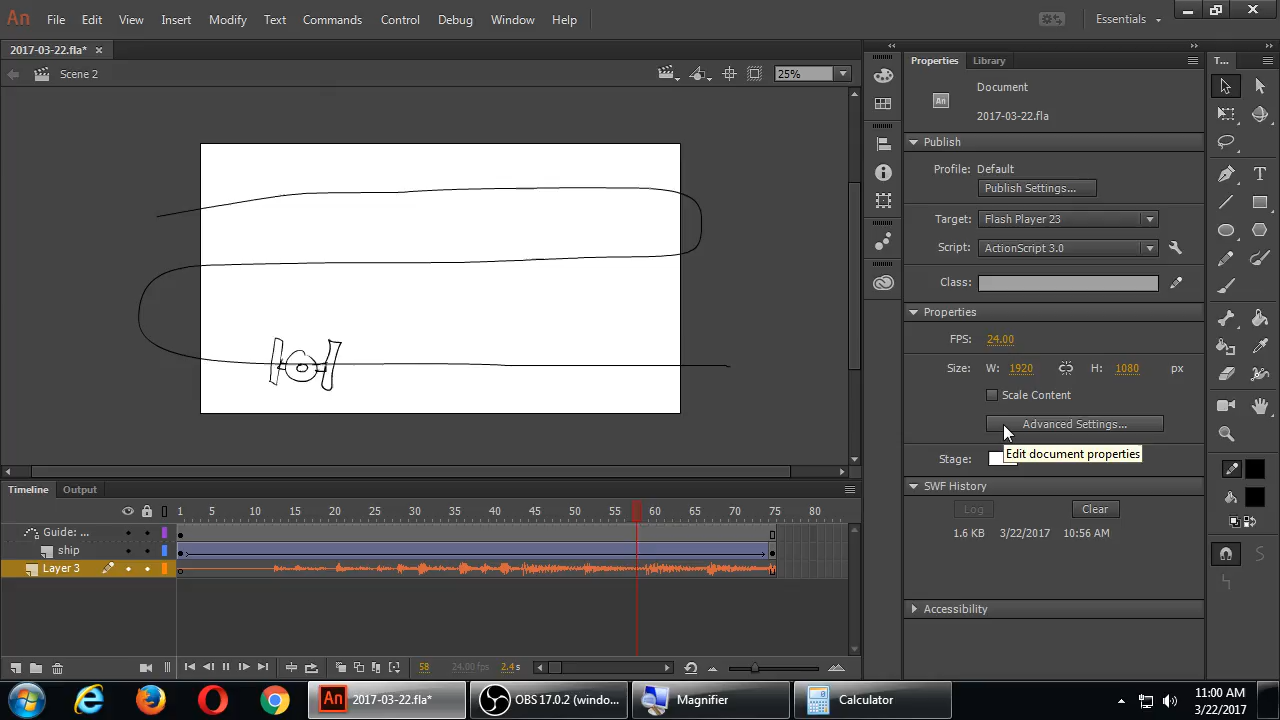 An File Edit View Insert Modify Text Commands Control Debug Window Help Essentials
2017-03-22.fla* ×
Scene 2 25%
Properties Library T...
An Document
2017-03-22.fla
Publish
Profile: Default
Publish Settings...
Target: Flash Player 23
Script: ActionScript 3.0
Class:
Properties
FPS: 24.00
Size: W: 1920 H: 1080 px
Scale Content
Advanced Settings...
Edit document properties
Stage:
SWF History
Log Clear
1.6 KB 3/22/2017 10:56 AM
Accessibility
Timeline Output
1 5 10 15 20 25 30 35 40 45 50 55 60 65 70 75 80
Guide: ...
ship
Layer 3
58 24.00 fps 2.4 s
An 2017-03-22.fla* OBS 17.0.2 (windo... Magnifier Calculator
11:00 AM
3/22/2017